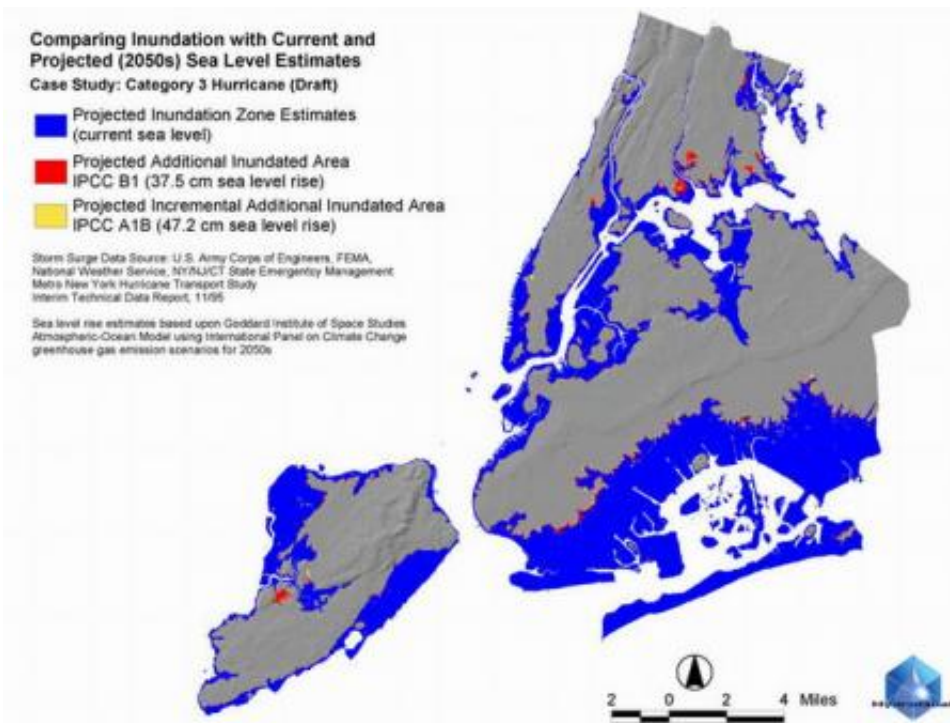 Comparing Inundation with Current and
Projected (2050s) Sea Level Estimates
Case Study: Category 3 Hurricane (Draft)
Projected Inundation Zone Estimates
(current sea level)
Projected Additional Inundated Area
IPCC B1 (37.5 cm sea level rise)
Projected Incremental Additional Inundated Area
IPCC A1B (47.2 cm sea level rise)
Storm Surge Data Source: U.S. Army Corps of Engineers, FEMA,
National Weather Service, NY/NJ/CT State Emergentcy Management
Metro New York Hurricane Transport Study
Interim Technical Data Report, 11/95
Sea level rise estimates based upon Goddard Institute of Space Studies
Atmospheric-Ocean Model using International Panel on Climate Change
greenhouse gas emission scenarios for 2050s
2 0 2 4 Miles